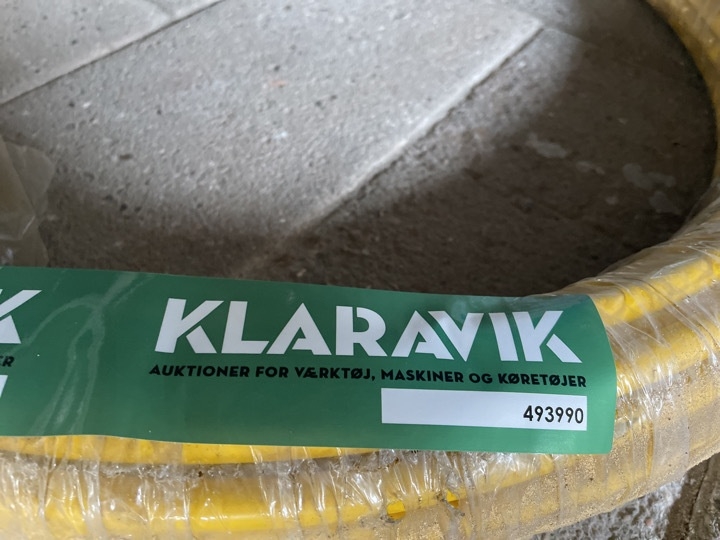 KLARAVIK
AUKTIONER FOR VÆRKTØJ, MASKINER OG KØRETØJER
493990